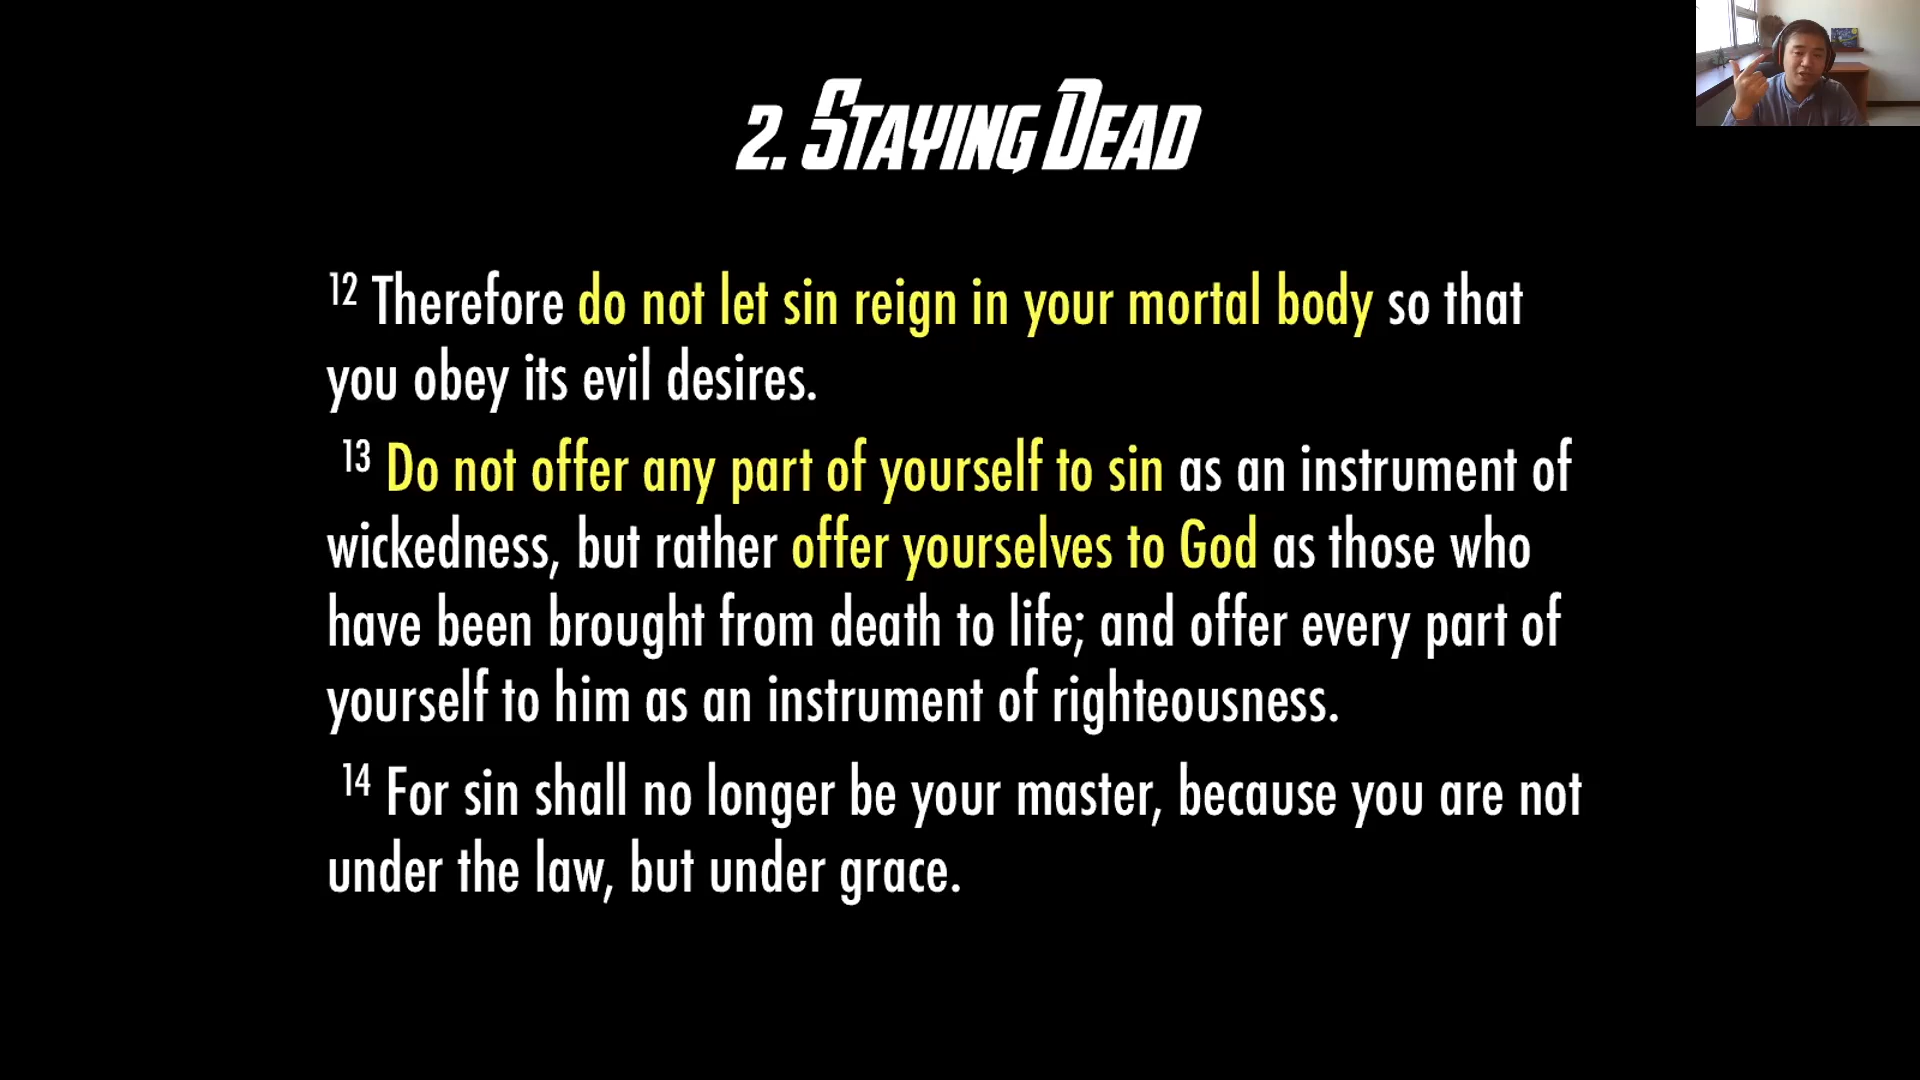 2. STAYING DEAD
12 Therefore do not let sin reign in your mortal body so that
you obey its evil desires.
13 Do not offer any part of yourself to sin as an instrument of
wickedness, but rather offer yourselves to God as those who
have been brought from death to life; and offer every part of
yourself to him as an instrument of righteousness.
14 For sin shall no longer be your master, because you are not
under the law, but under grace.